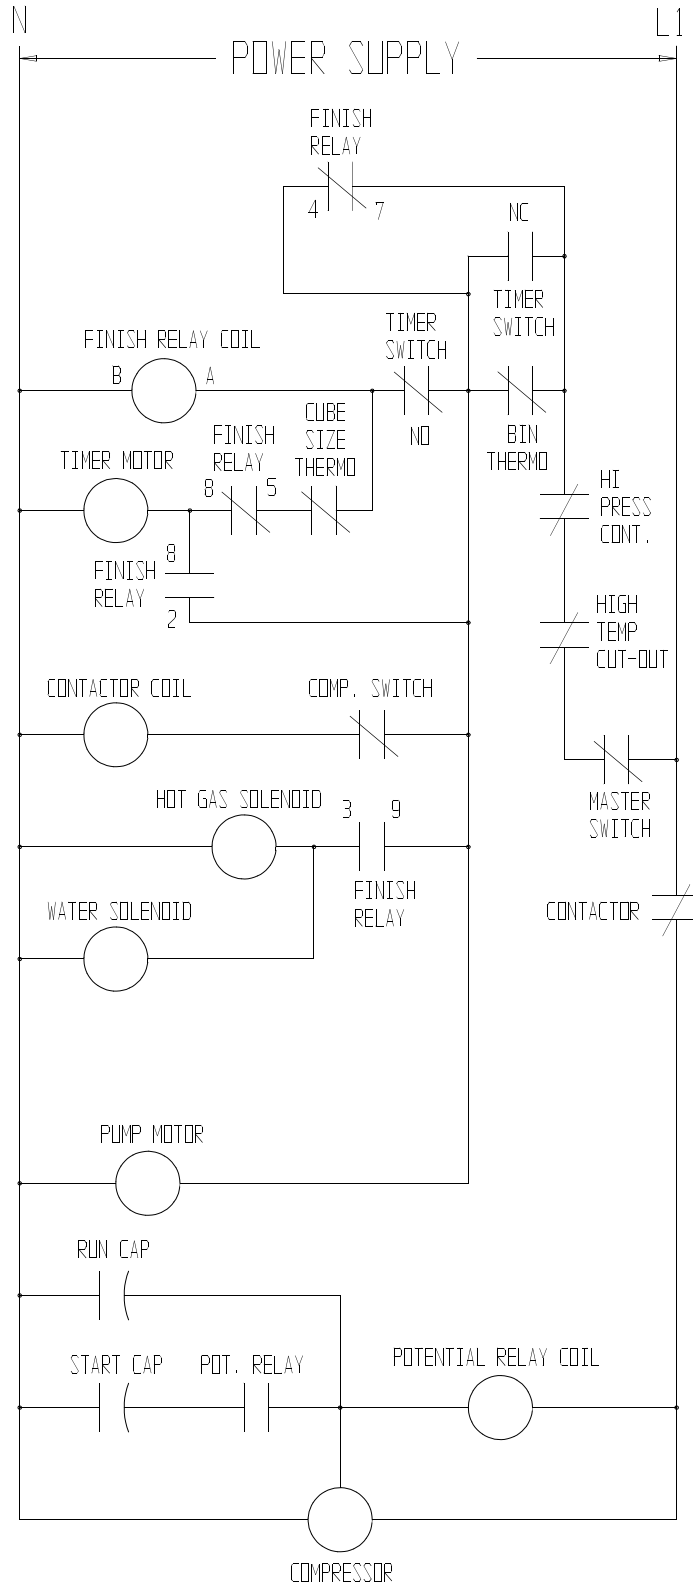 N
L1
POWER SUPPLY
FINISH
RELAY
4
7
NC
TIMER
SWITCH
TIMER
SWITCH
FINISH RELAY COIL
B
A
NO
BIN
THERMO
CUBE
SIZE
THERMO
FINISH
RELAY
8
5
TIMER MOTOR
HI
PRESS
CONT.
8
FINISH
RELAY
2
HIGH
TEMP
CUT-OUT
CONTACTOR COIL
COMP. SWITCH
MASTER
SWITCH
HOT GAS SOLENOID
3
9
FINISH
RELAY
WATER SOLENOID
CONTACTOR
PUMP MOTOR
RUN CAP
START CAP
POT. RELAY
POTENTIAL RELAY COIL
COMPRESSOR